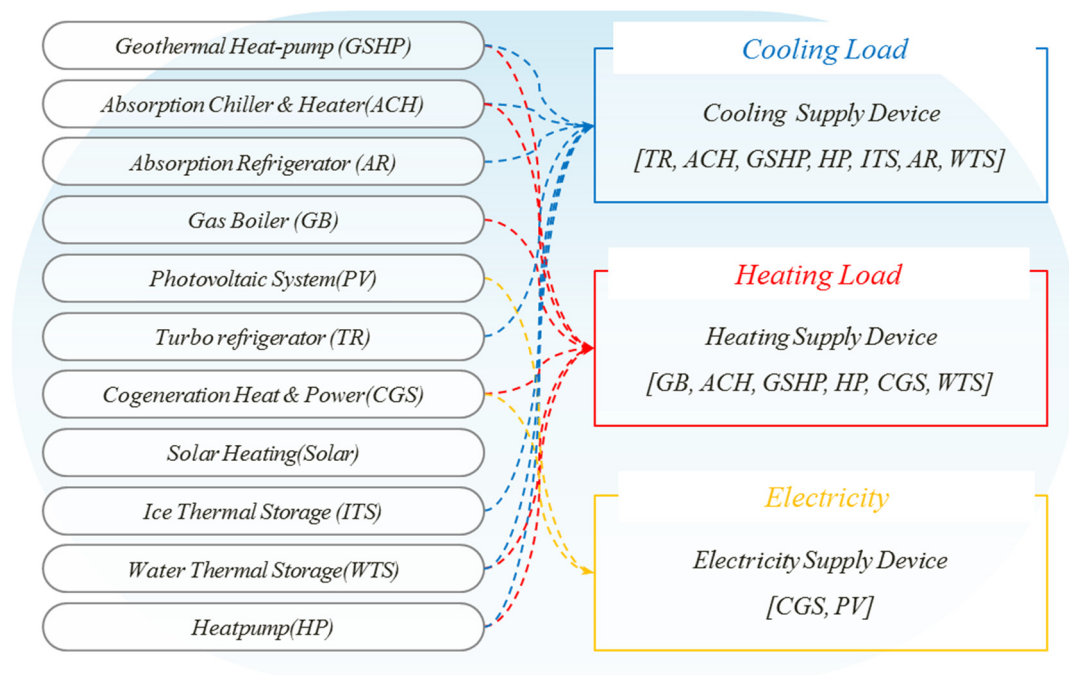 Geothermal Heat-pump (GSHP)
Absorption Chiller & Heater(ACH)
Absorption Refrigerator (AR)
Gas Boiler (GB)
Photovoltaic System(PV)
Turbo refrigerator (TR)
Cogeneration Heat & Power(CGS)
Solar Heating(Solar)
Ice Thermal Storage (ITS)
Water Thermal Storage(WTS)
Heatpump(HP)
Cooling Load
Cooling Supply Device
[TR, ACH, GSHP, HP, ITS, AR, WTS]
Heating Load
Heating Supply Device
[GB, ACH, GSHP, HP, CGS, WTS]
Electricity
Electricity Supply Device
[CGS, PV]